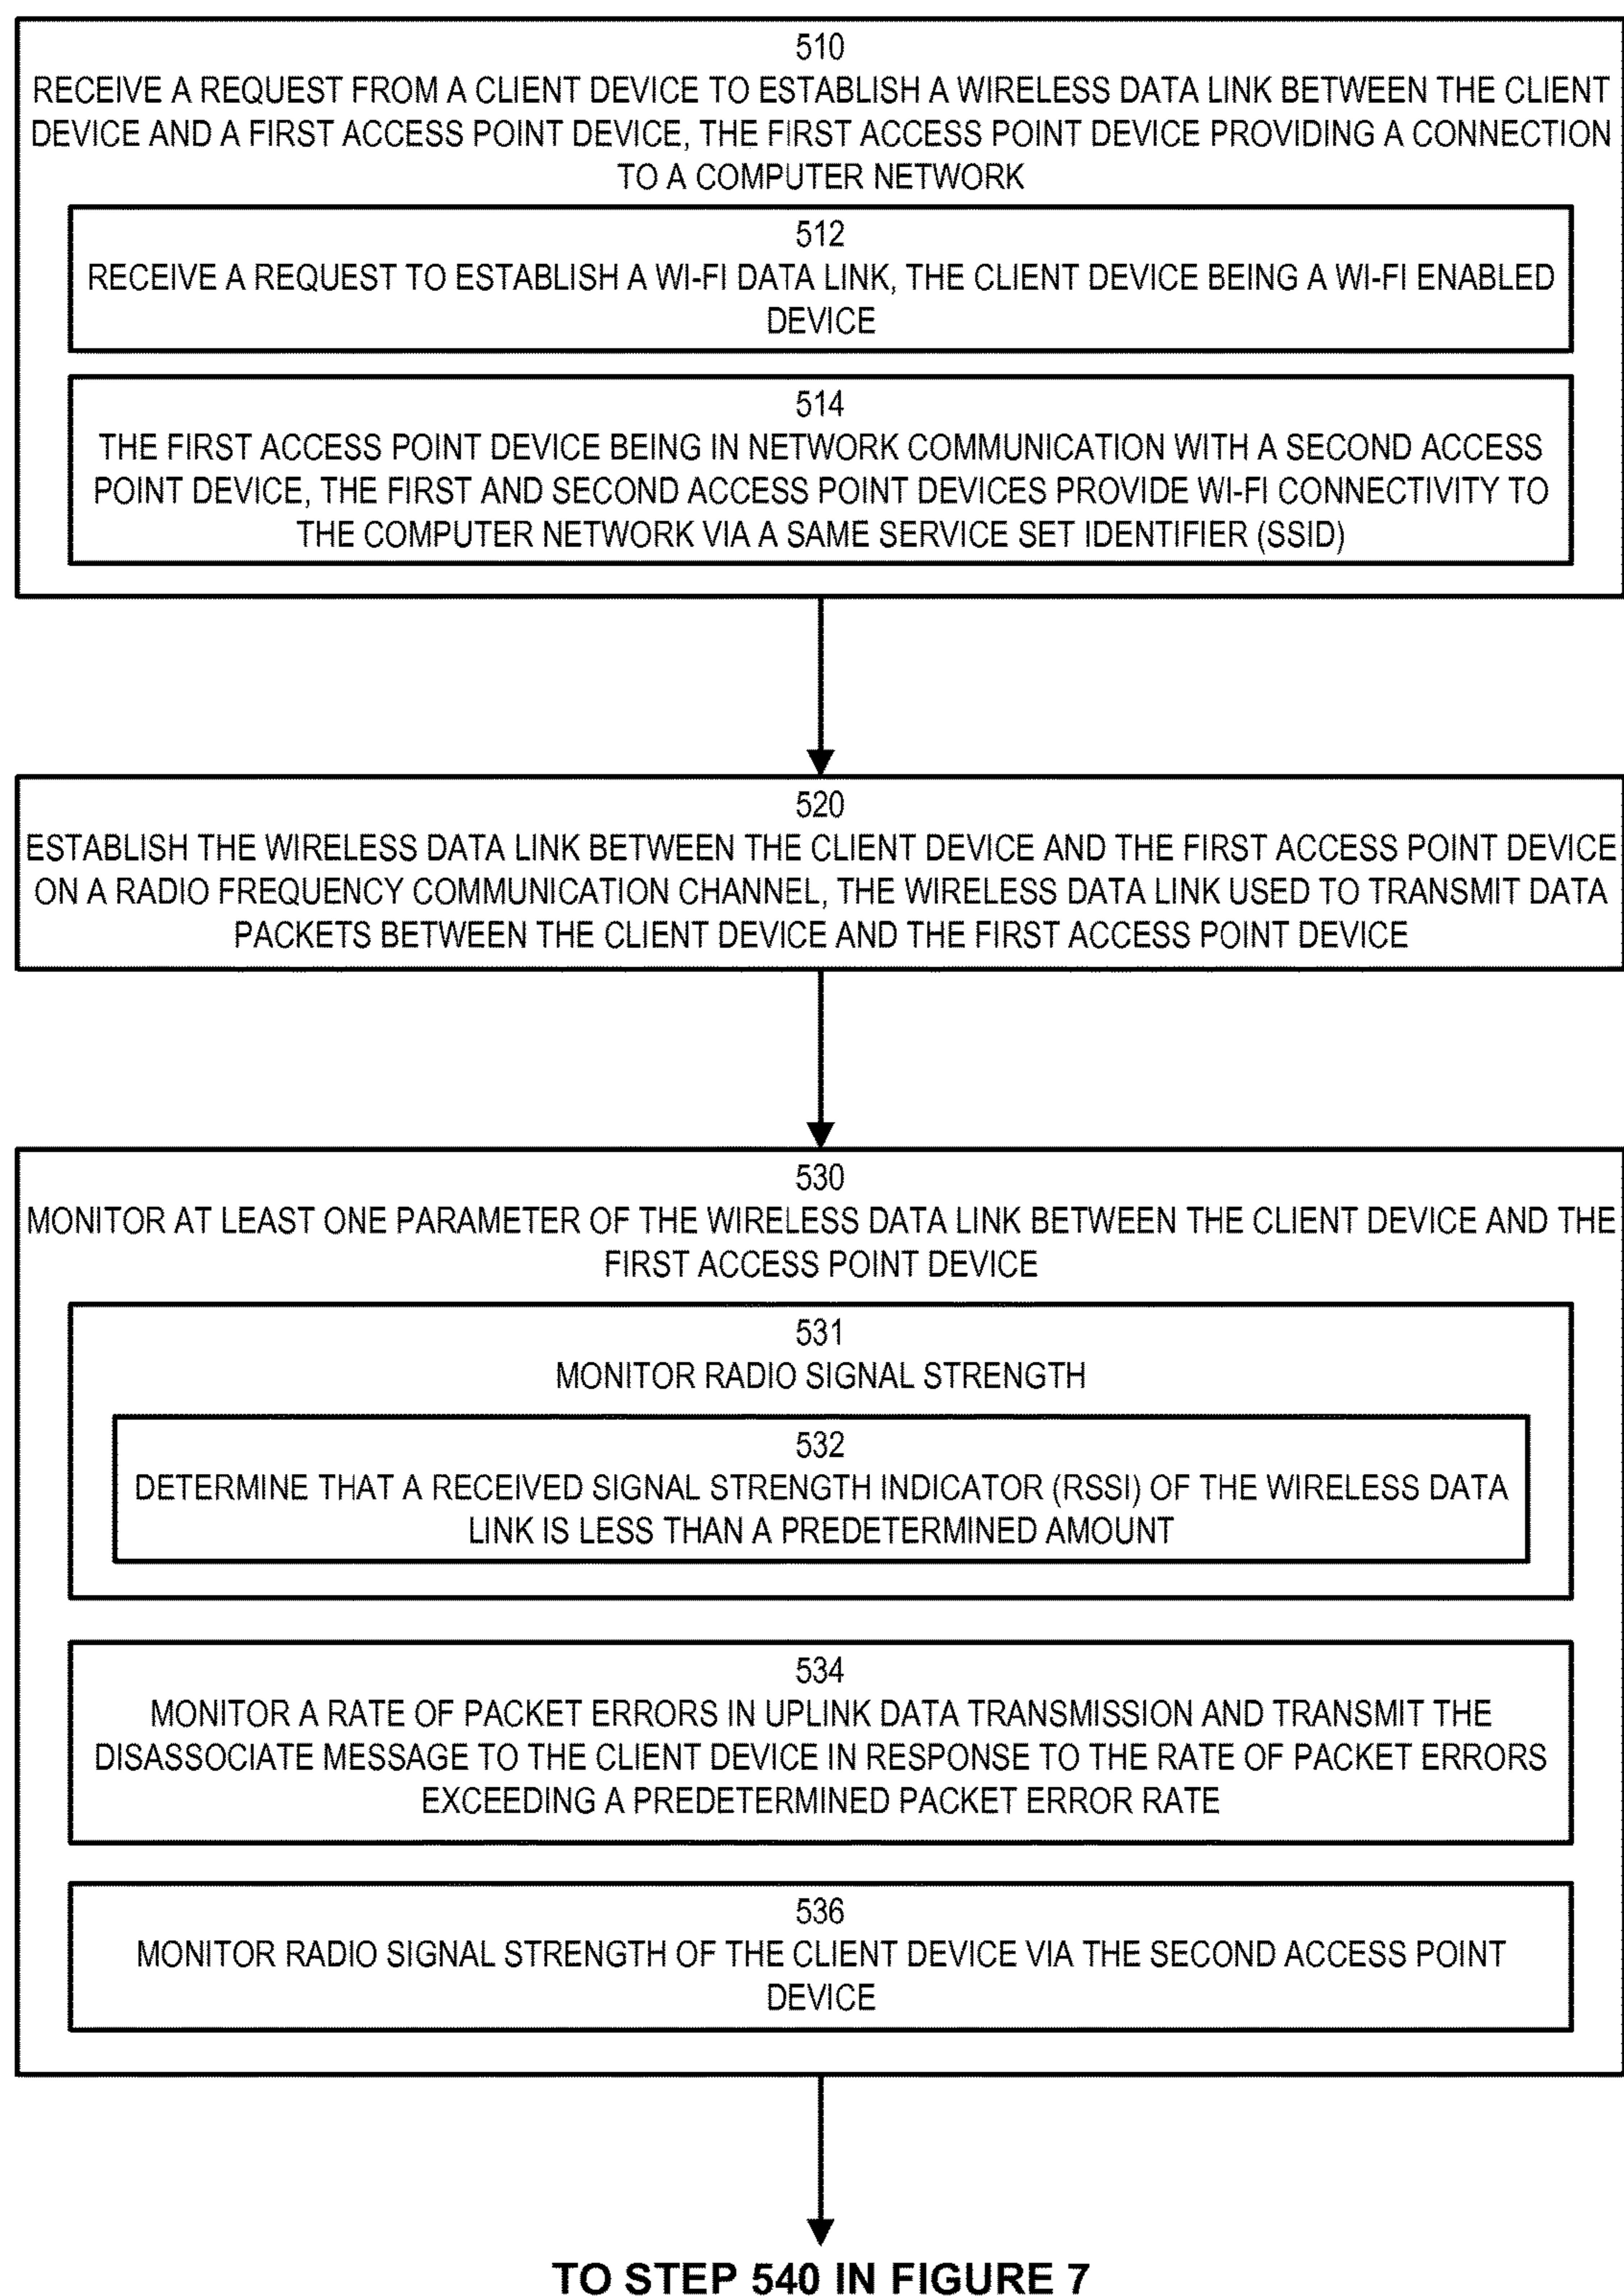 510
RECEIVE A REQUEST FROM A CLIENT DEVICE TO ESTABLISH A WIRELESS DATA LINK BETWEEN THE CLIENT
DEVICE AND A FIRST ACCESS POINT DEVICE, THE FIRST ACCESS POINT DEVICE PROVIDING A CONNECTION
TO A COMPUTER NETWORK
512
RECEIVE A REQUEST TO ESTABLISH A WI-FI DATA LINK, THE CLIENT DEVICE BEING A WI-FI ENABLED
DEVICE
514
THE FIRST ACCESS POINT DEVICE BEING IN NETWORK COMMUNICATION WITH A SECOND ACCESS
POINT DEVICE, THE FIRST AND SECOND ACCESS POINT DEVICES PROVIDE WI-FI CONNECTIVITY TO
THE COMPUTER NETWORK VIA A SAME SERVICE SET IDENTIFIER (SSID)
520
ESTABLISH THE WIRELESS DATA LINK BETWEEN THE CLIENT DEVICE AND THE FIRST ACCESS POINT DEVICE
ON A RADIO FREQUENCY COMMUNICATION CHANNEL, THE WIRELESS DATA LINK USED TO TRANSMIT DATA
PACKETS BETWEEN THE CLIENT DEVICE AND THE FIRST ACCESS POINT DEVICE
530
MONITOR AT LEAST ONE PARAMETER OF THE WIRELESS DATA LINK BETWEEN THE CLIENT DEVICE AND THE
FIRST ACCESS POINT DEVICE
531
MONITOR RADIO SIGNAL STRENGTH
532
DETERMINE THAT A RECEIVED SIGNAL STRENGTH INDICATOR (RSSI) OF THE WIRELESS DATA
LINK IS LESS THAN A PREDETERMINED AMOUNT
534
MONITOR A RATE OF PACKET ERRORS IN UPLINK DATA TRANSMISSION AND TRANSMIT THE
DISASSOCIATE MESSAGE TO THE CLIENT DEVICE IN RESPONSE TO THE RATE OF PACKET ERRORS
EXCEEDING A PREDETERMINED PACKET ERROR RATE
536
MONITOR RADIO SIGNAL STRENGTH OF THE CLIENT DEVICE VIA THE SECOND ACCESS POINT
DEVICE
TO STEP 540 IN FIGURE 7